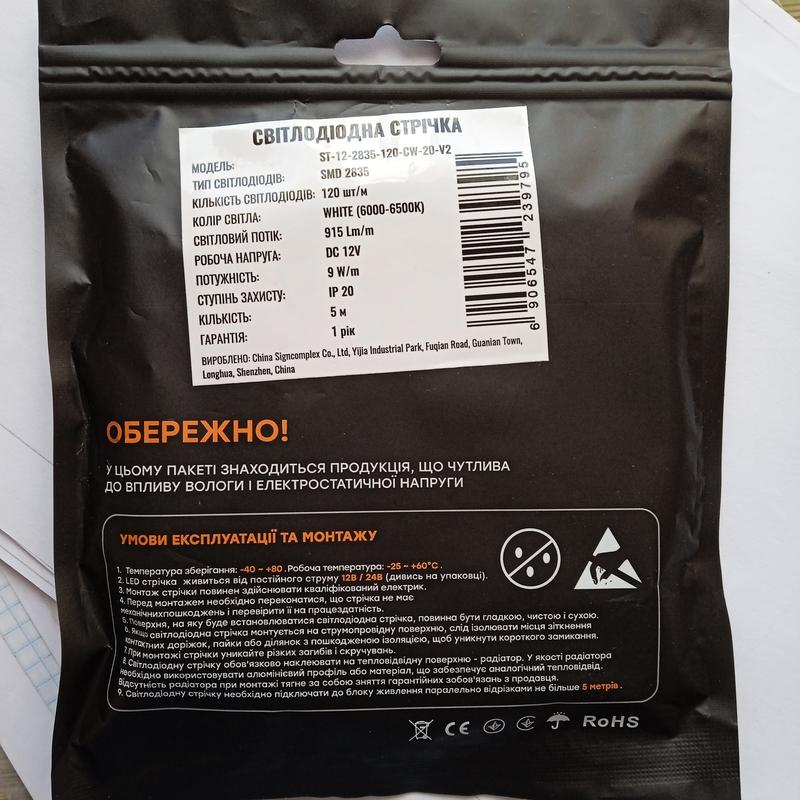 СВІТЛОДІОДНА СТРІЧКА
МОДЕЛЬ: ST-12-2835-120-CW-20-V2
ТИП СВІТЛОДІОДІВ: SMD 2835
КІЛЬКІСТЬ СВІТЛОДІОДІВ: 120 шт/м
КОЛІР СВІТЛА: WHITE (6000-6500K)
СВІТЛОВИЙ ПОТІК: 915 Lm/m
РОБОЧА НАПРУГА: DC 12V
ПОТУЖНІСТЬ: 9 W/m
СТУПІНЬ ЗАХИСТУ: IP 20
КІЛЬКІСТЬ: 5 м
ГАРАНТІЯ: 1 рік
ВИРОБЛЕНО: China Signcomplex Co., Ltd, Yijia Industrial Park, Fuqian Road, Guanian Town,
Longhua, Shenzhen, China
6 906547 239795
ОБЕРЕЖНО!
У ЦЬОМУ ПАКЕТІ ЗНАХОДИТЬСЯ ПРОДУКЦІЯ, ЩО ЧУТЛИВА
ДО ВПЛИВУ ВОЛОГИ І ЕЛЕКТРОСТАТИЧНОЇ НАПРУГИ
УМОВИ ЕКСПЛУАТАЦІЇ ТА МОНТАЖУ
1. Температура зберігання: -40 ~ +80. Робоча температура: -25 ~ +60°C.
2. LED стрічка живиться від постійного струму 12В / 24В (дивись на упаковці).
3. Монтаж стрічки повинен здійснювати кваліфікований електрик.
4. Перед монтажем необхідно переконатися, що стрічка не має
механічнихпошкоджень і перевірити її на працездатність.
5. Поверхня, на яку буде встановлюватися світлодіодна стрічка, повинна бути гладкою, чистою і сухою.
6. Якщо світлодіодна стрічка монтується на струмопровідну поверхню, слід ізолювати місця зіткнення
контактних доріжок, пайки або ділянок з пошкодженою ізоляцією, щоб уникнути короткого замикання.
7. При монтажі стрічки уникайте різких загибів і скручувань.
8. Світлодіодну стрічку обов'язково наклеювати на тепловідвідну поверхню - радіатор. У якості радіатора
необхідно використовувати алюмінієвий профіль або матеріал, що забезпечує аналогічний тепловідвід.
Відсутність радіатора при монтажі тягне за собою зняття гарантійних зобов'язань з продавця.
9. Світлодіодну стрічку необхідно підключати до блоку живлення паралельно відрізками не більше 5 метрів.
CE
RoHS